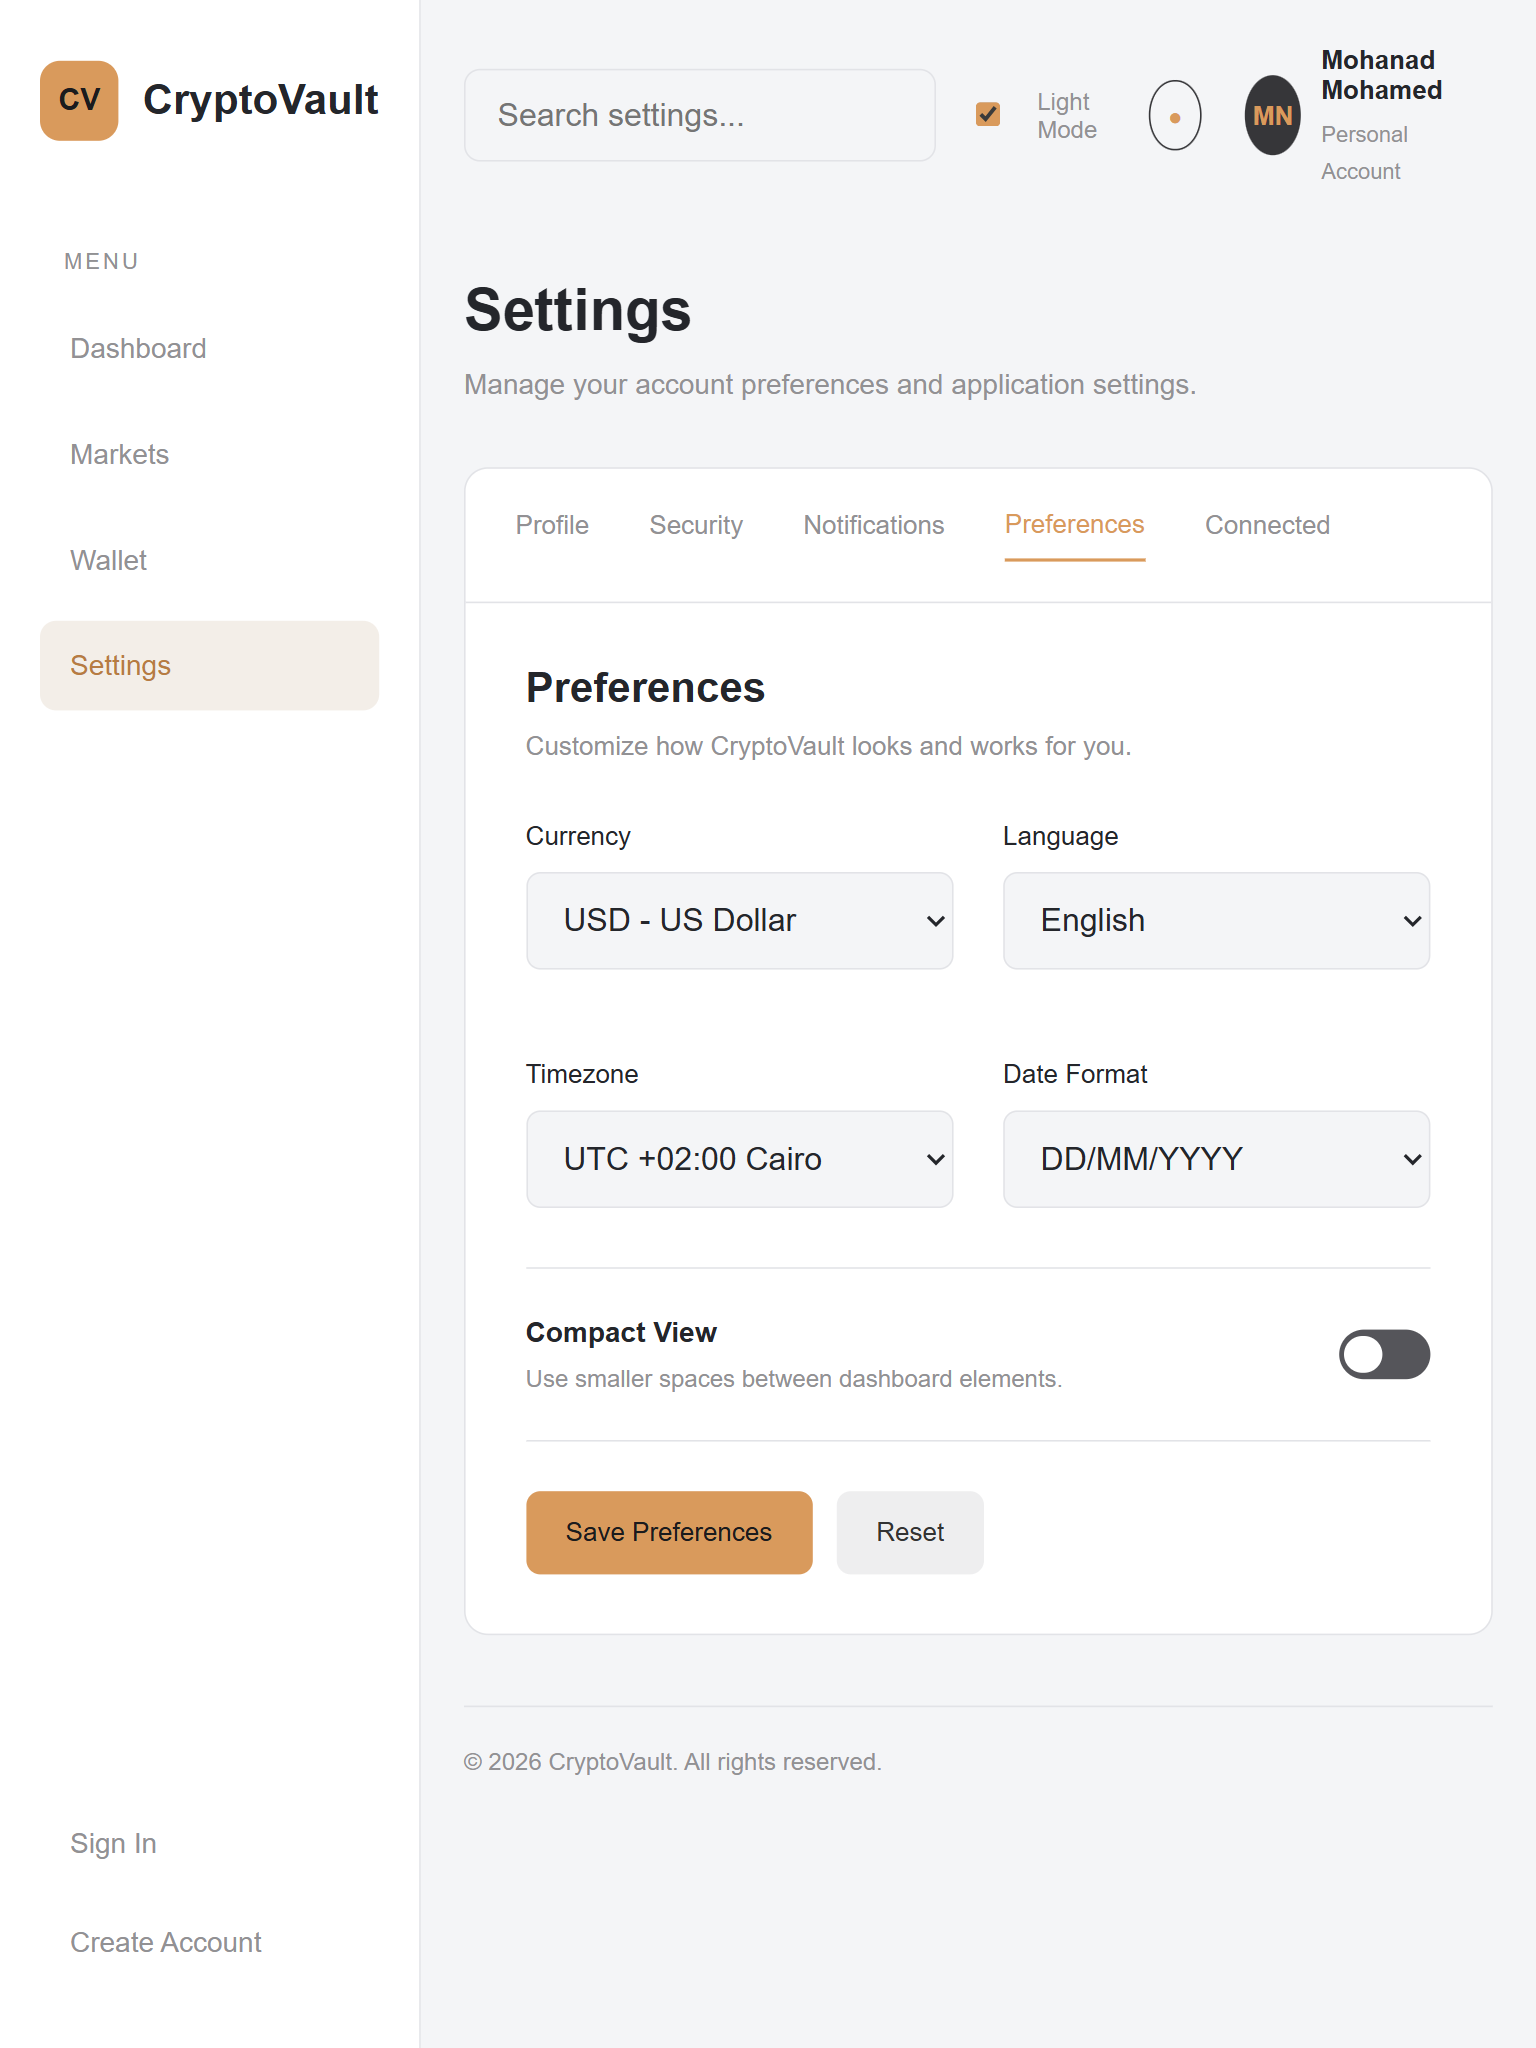 CV
CryptoVault
MENU
Dashboard
Markets
Wallet
Settings
Sign In
Create Account
Search settings...
Light
Mode
MN
Mohanad
Mohamed
Personal
Account
Settings
Manage your account preferences and application settings.
Profile
Security
Notifications
Preferences
Connected
Preferences
Customize how CryptoVault looks and works for you.
Currency
Language
USD - US Dollar
English
Timezone
Date Format
UTC +02:00 Cairo
DD/MM/YYYY
Compact View
Use smaller spaces between dashboard elements.
Save Preferences
Reset
© 2026 CryptoVault. All rights reserved.